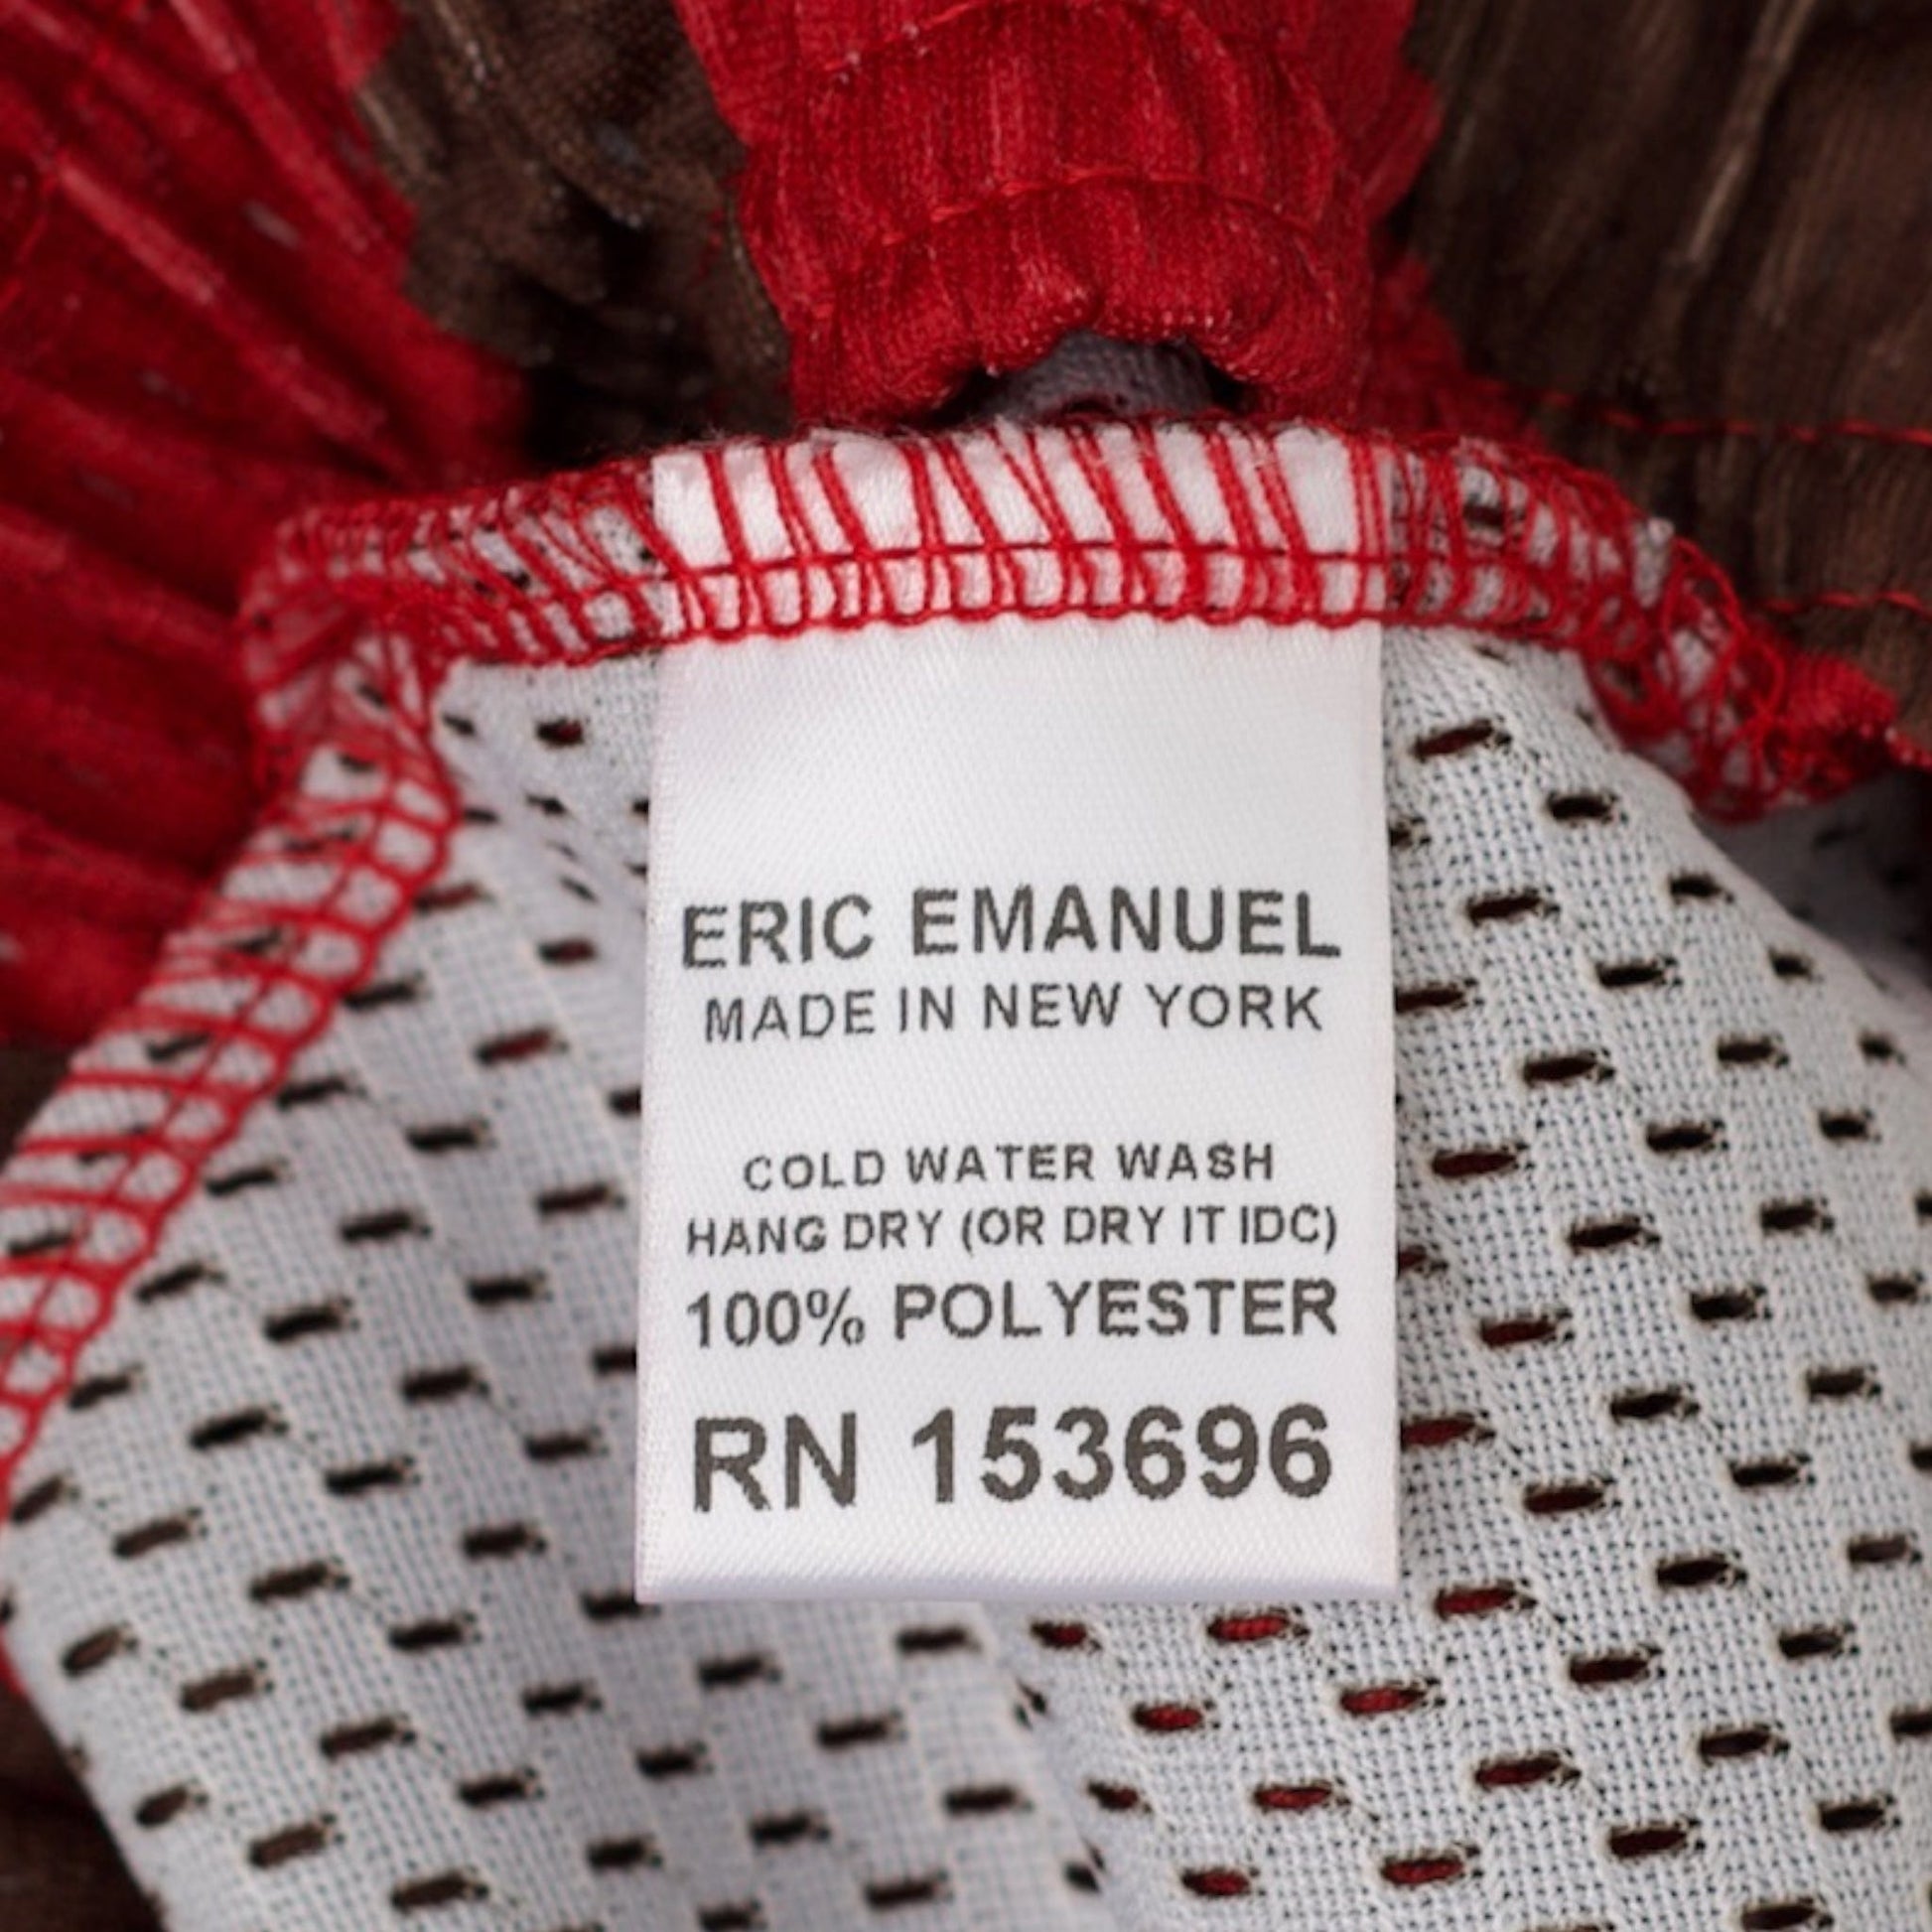 ERIC EMANUEL
MADE IN NEW YORK
COLD WATER WASH
HANG DRY (OR DRY IT IDC)
100% POLYESTER
RN 153696